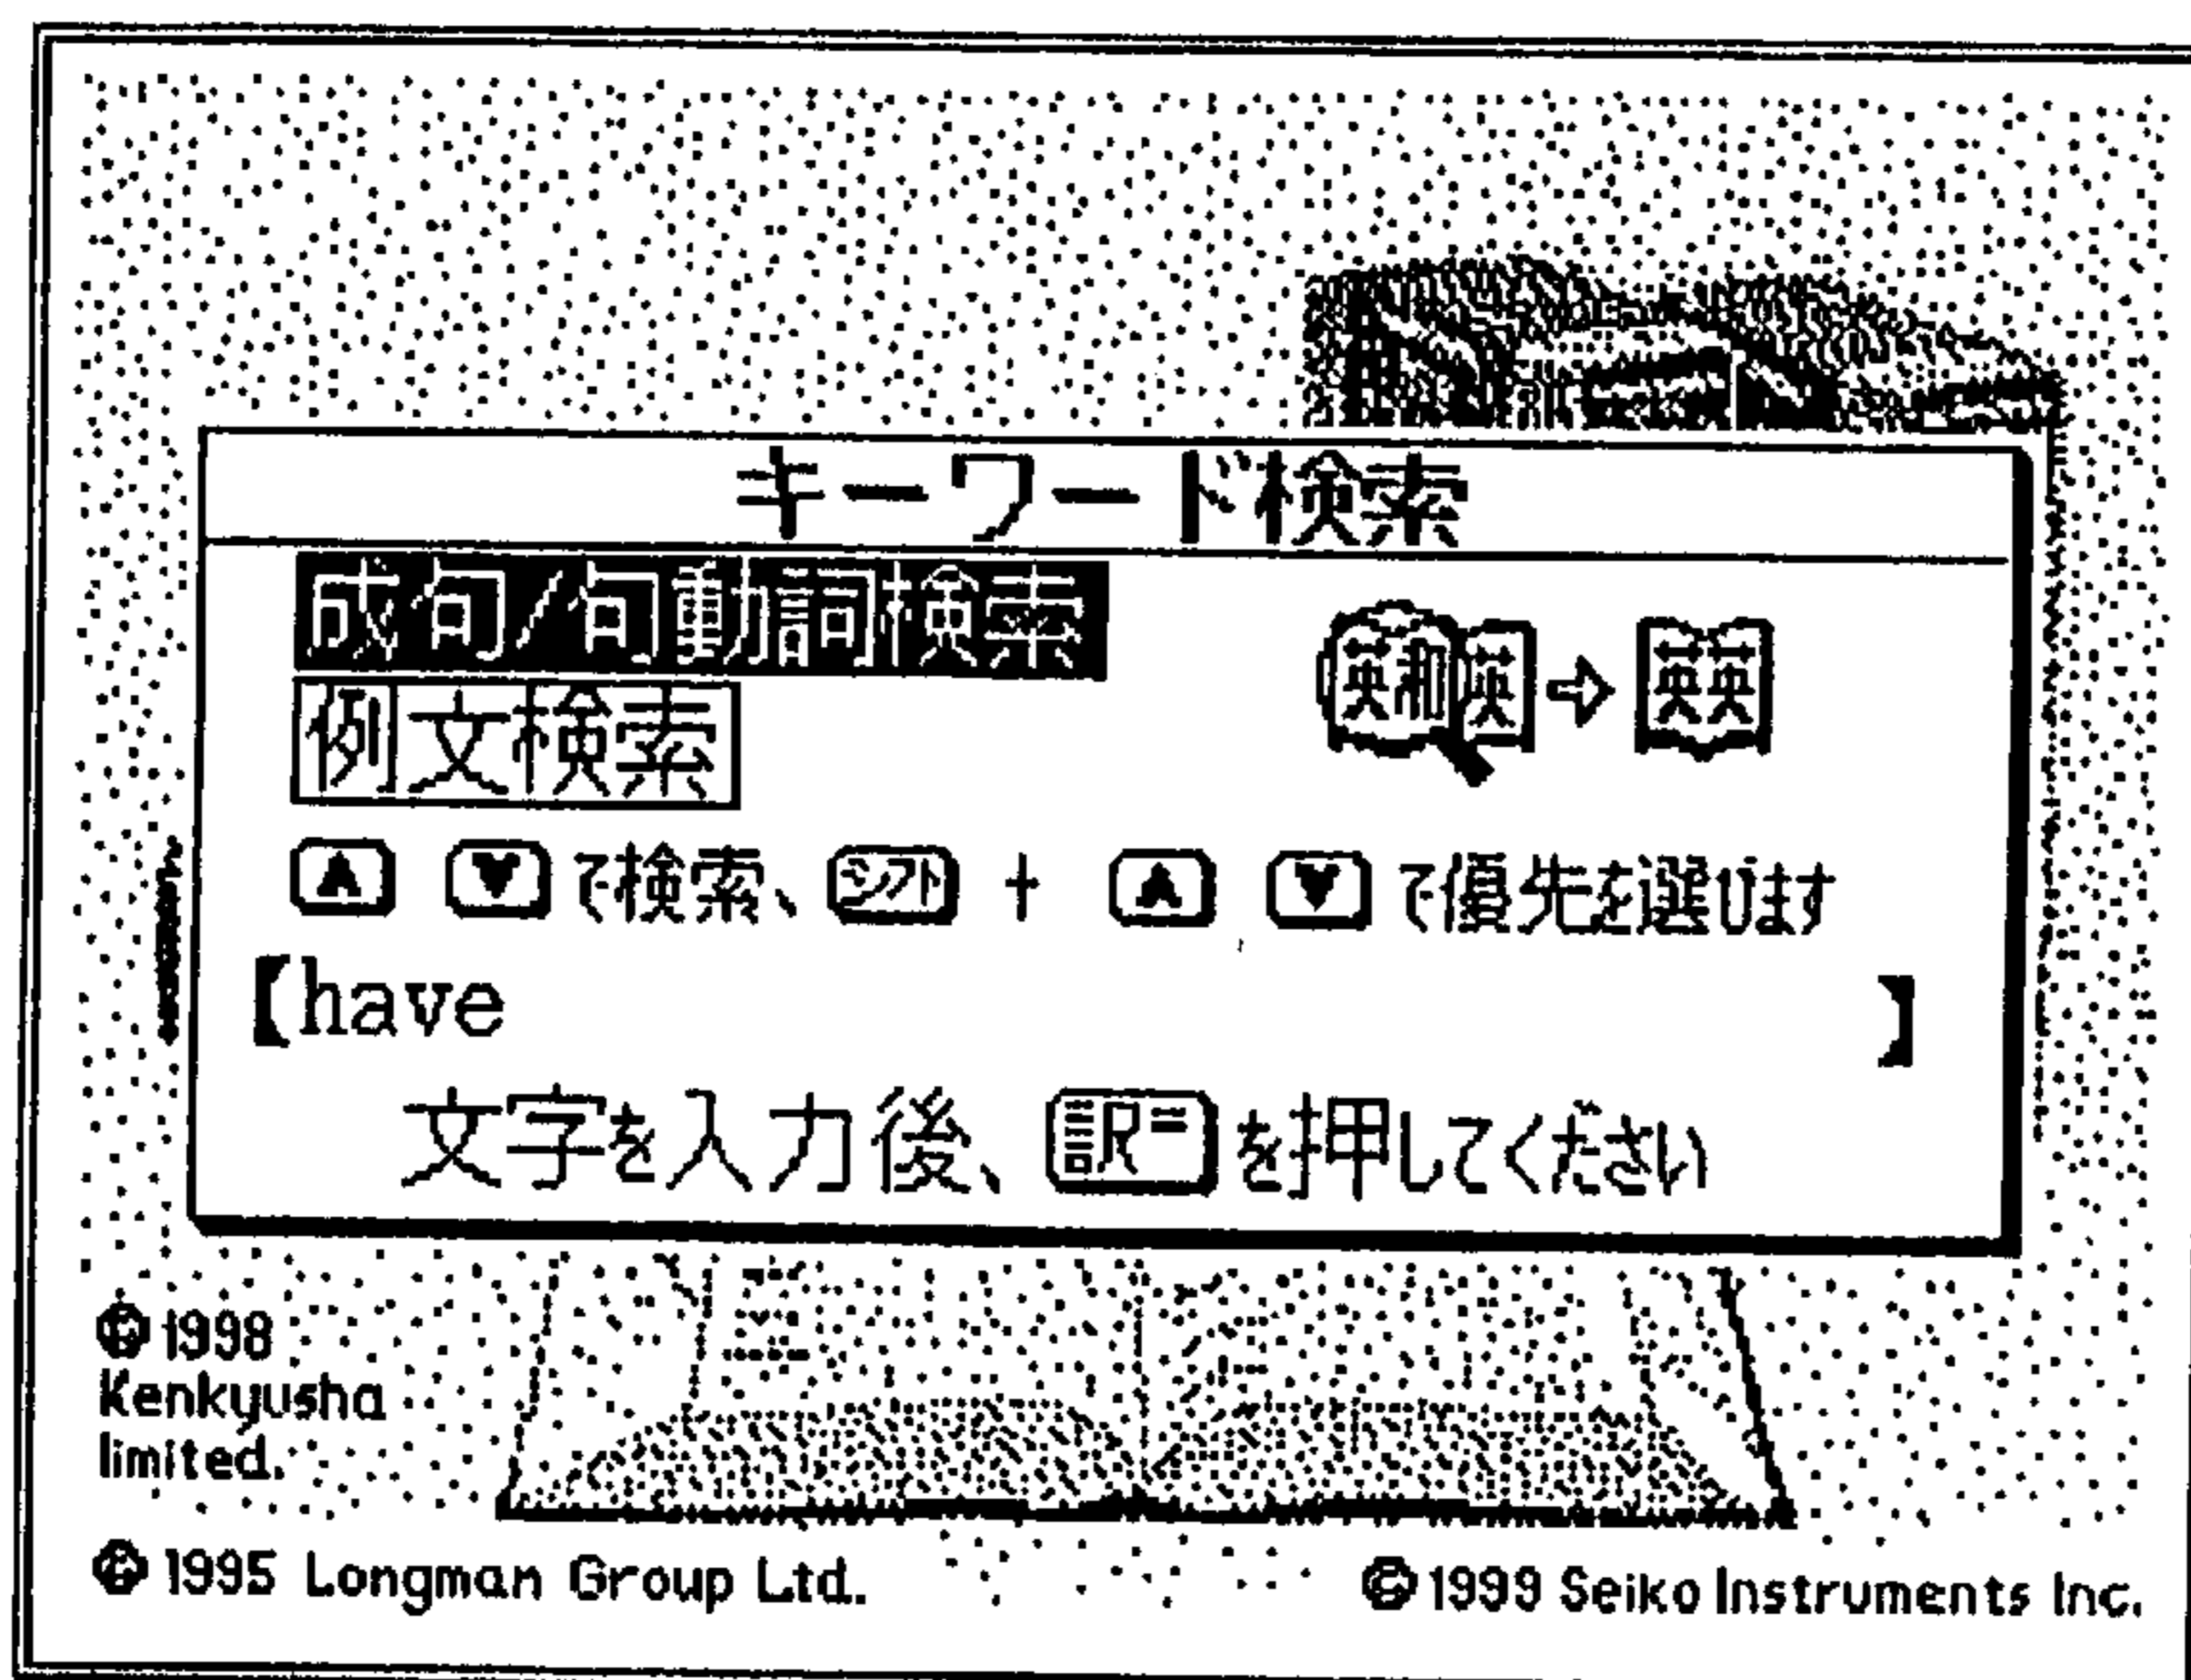 キーワード検索
成句/句動詞検索
英和英⇨英英
例文検索
▲ ▼で検索、シフト + ▲ ▼で優先を選びます
【have 】
文字を入力後、訳=を押してください
©1998
Kenkyusha
limited.
©1995 Longman Group Ltd. ©1999 Seiko Instruments Inc.